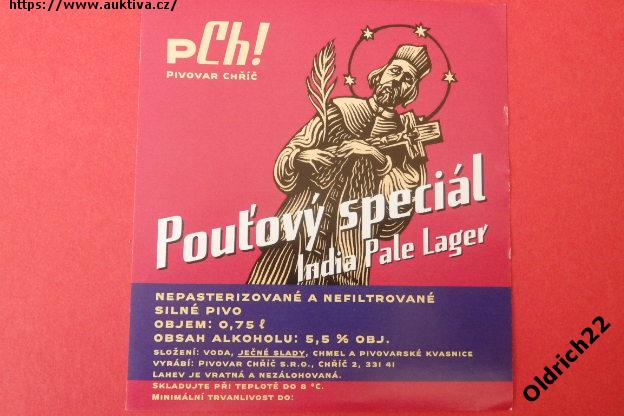 https://www.auktiva.cz/
PCh!
PIVOVAR CHŘÍČ
Pouťový speciál
India Pale Lager
NEPASTERIZOVANÉ A NEFILTROVANÉ
SILNÉ PIVO
OBJEM: 0,75 ℓ
OBSAH ALKOHOLU: 5,5 % OBJ.
SLOŽENÍ: VODA, JEČNÉ SLADY, CHMEL A PIVOVARSKÉ KVASNICE
VYRÁBÍ: PIVOVAR CHŘÍČ S.R.O., CHŘÍČ 2, 331 41
LAHEV JE VRATNÁ A NEZÁLOHOVANÁ.
SKLADUJTE PŘI TEPLOTĚ DO 8 °C.
MINIMÁLNÍ TRVANLIVOST DO:
Oldrich22